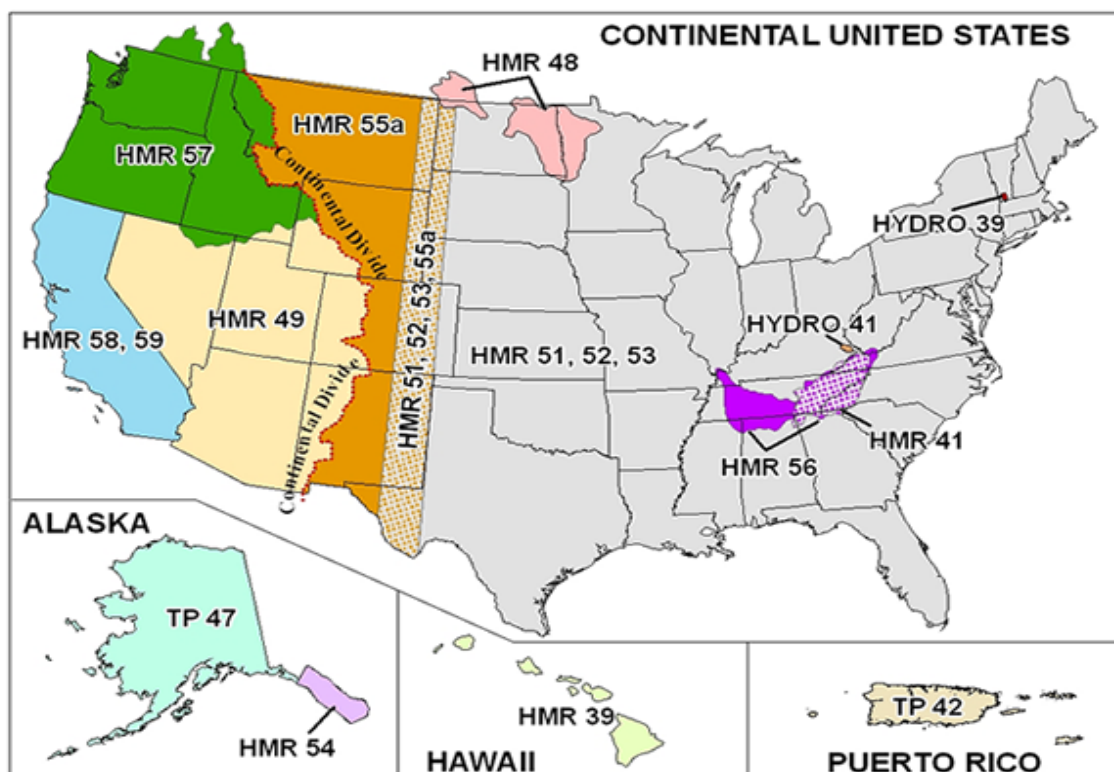 CONTINENTAL UNITED STATES
HMR 48
HMR 55a
HMR 57
Continental Divide
HYDRO 39
HMR 51, 52, 53, 55a
HMR 49
HYDRO 41
HMR 58, 59
HMR 51, 52, 53
Continental Divide
HMR 41
HMR 56
ALASKA
TP 47
HMR 54
HMR 39
HAWAII
TP 42
PUERTO RICO